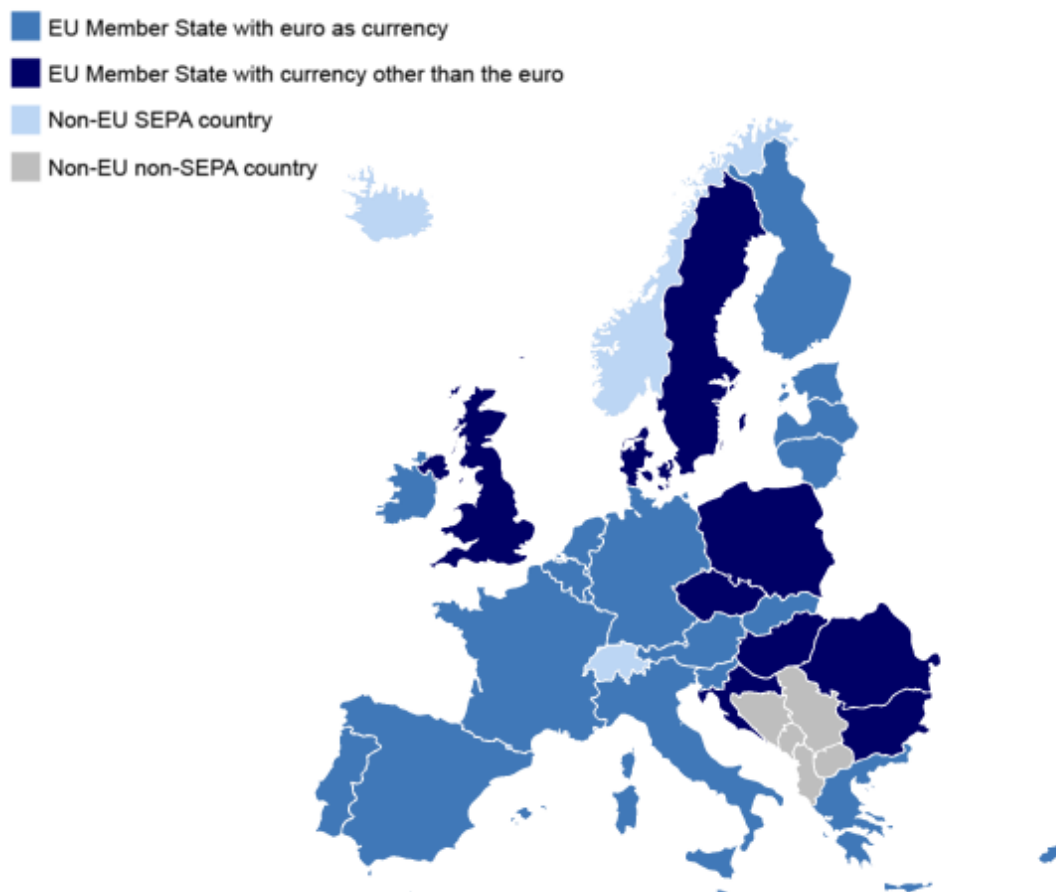 EU Member State with euro as currency
EU Member State with currency other than the euro
Non-EU SEPA country
Non-EU non-SEPA country